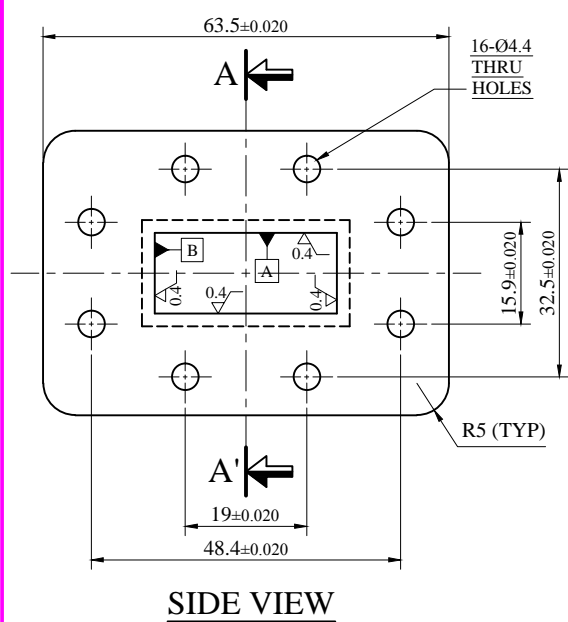 63.5±0.020
A
16-Ø4.4
THRU
HOLES
B
A
0.4
0.4
0.4
0.4
15.9±0.020
32.5±0.020
R5 (TYP)
A'
19±0.020
48.4±0.020
SIDE VIEW